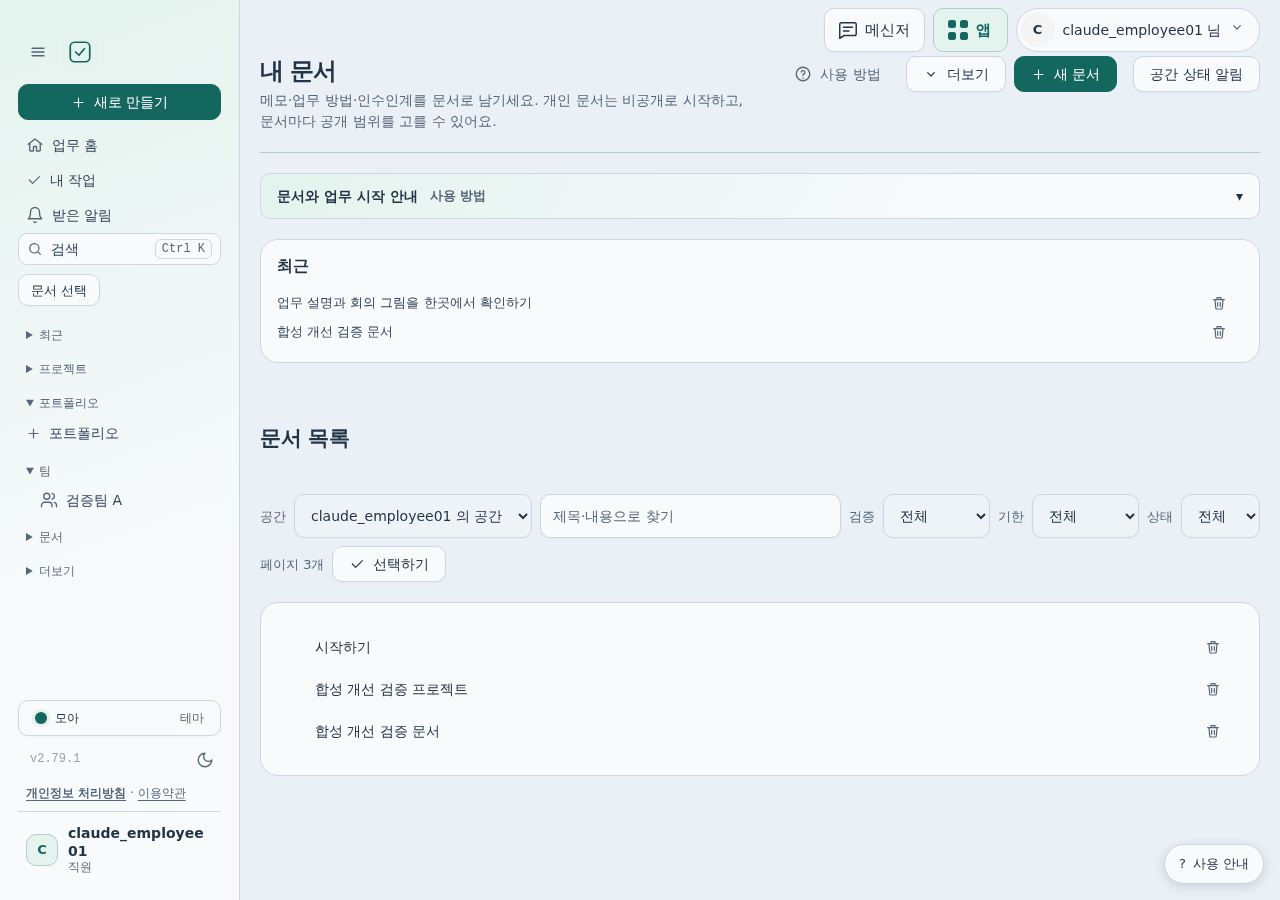 새로 만들기
업무 홈
내 작업
받은 알림
검색 Ctrl K
문서 선택
최근
프로젝트
포트폴리오
포트폴리오
팀
검증팀 A
문서
더보기
모아 테마
v2.79.1
개인정보 처리방침 · 이용약관
C
claude_employee
01
직원
메신저
앱
C claude_employee01 님
내 문서
사용 방법
더보기
새 문서
공간 상태 알림
메모·업무 방법·인수인계를 문서로 남기세요. 개인 문서는 비공개로 시작하고,
문서마다 공개 범위를 고를 수 있어요.
문서와 업무 시작 안내 사용 방법
최근
업무 설명과 회의 그림을 한곳에서 확인하기
합성 개선 검증 문서
문서 목록
공간 claude_employee01 의 공간 제목·내용으로 찾기 검증 전체 기한 전체 상태 전체
페이지 3개 선택하기
시작하기
합성 개선 검증 프로젝트
합성 개선 검증 문서
? 사용 안내